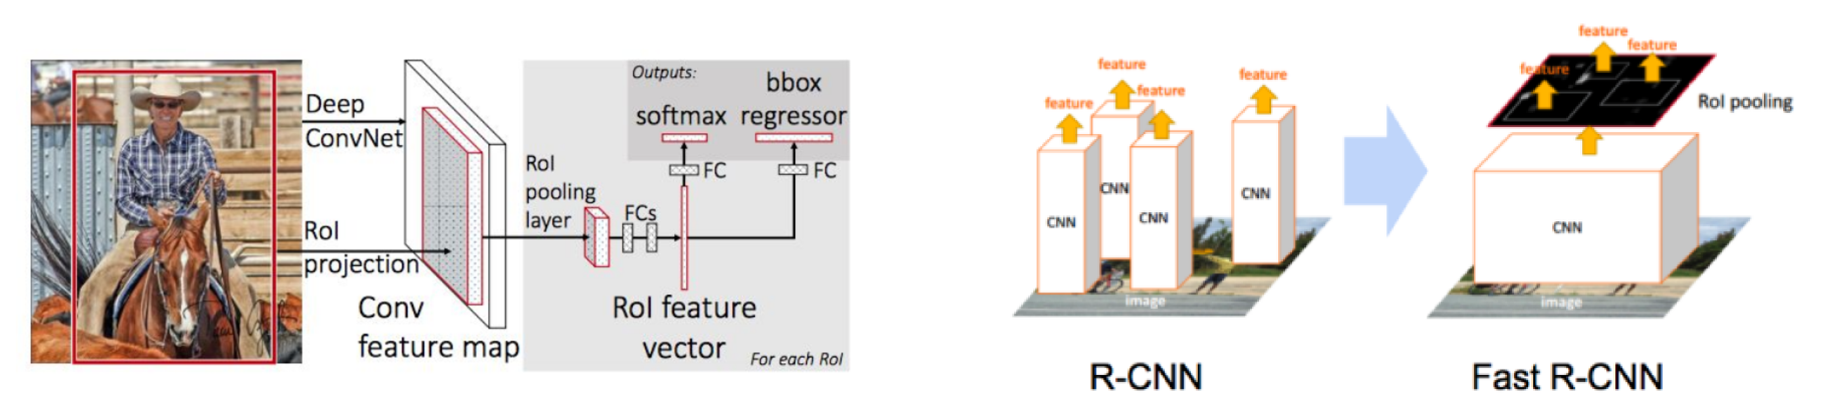 Deep
ConvNet
RoI
projection
Conv
feature map
RoI
pooling
layer
FCs
Outputs:
softmax
bbox
regressor
FC
FC
RoI feature
vector
For each RoI
feature
feature
feature
feature
CNN
CNN
CNN
CNN
image
R-CNN
feature
feature
feature
RoI pooling
CNN
image
Fast R-CNN